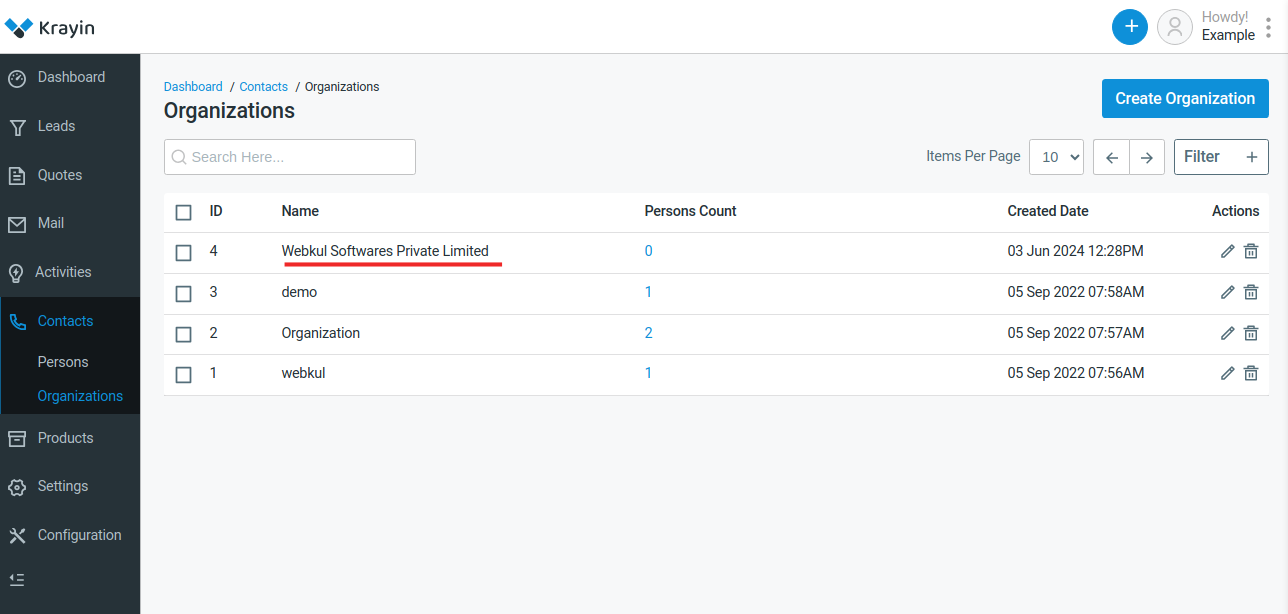 Krayin
+
Howdy!
Example
Dashboard
Leads
Quotes
Mail
Activities
Contacts
Persons
Organizations
Products
Settings
Configuration
Dashboard / Contacts / Organizations
Organizations
Create Organization
Search Here...
Items Per Page 10 Filter +
ID Name Persons Count Created Date Actions
4 Webkul Softwares Private Limited 0 03 Jun 2024 12:28PM
3 demo 1 05 Sep 2022 07:58AM
2 Organization 2 05 Sep 2022 07:57AM
1 webkul 1 05 Sep 2022 07:56AM